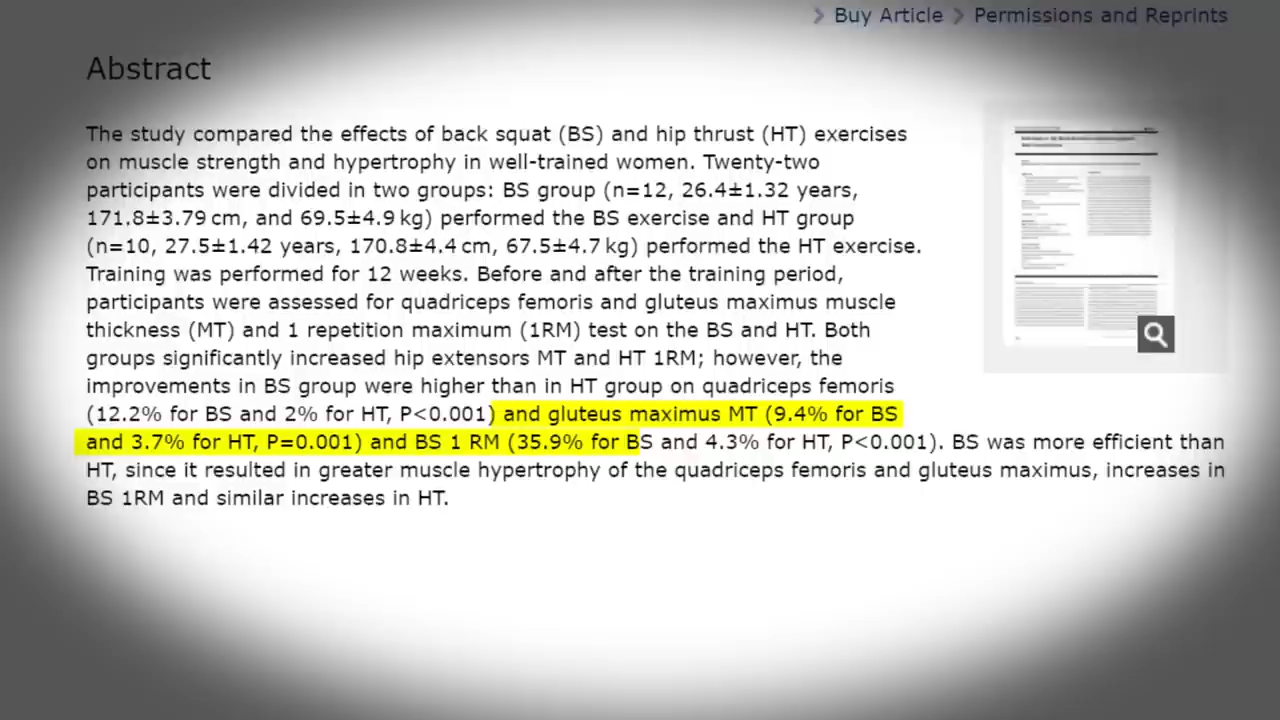 Buy Article Permissions and Reprints
Abstract
The study compared the effects of back squat (BS) and hip thrust (HT) exercises
on muscle strength and hypertrophy in well-trained women. Twenty-two
participants were divided in two groups: BS group (n=12, 26.4±1.32 years,
171.8±3.79 cm, and 69.5±4.9 kg) performed the BS exercise and HT group
(n=10, 27.5±1.42 years, 170.8±4.4 cm, 67.5±4.7 kg) performed the HT exercise.
Training was performed for 12 weeks. Before and after the training period,
participants were assessed for quadriceps femoris and gluteus maximus muscle
thickness (MT) and 1 repetition maximum (1RM) test on the BS and HT. Both
groups significantly increased hip extensors MT and HT 1RM; however, the
improvements in BS group were higher than in HT group on quadriceps femoris
(12.2% for BS and 2% for HT, P<0.001) and gluteus maximus MT (9.4% for BS
and 3.7% for HT, P=0.001) and BS 1 RM (35.9% for BS and 4.3% for HT, P<0.001). BS was more efficient than
HT, since it resulted in greater muscle hypertrophy of the quadriceps femoris and gluteus maximus, increases in
BS 1RM and similar increases in HT.